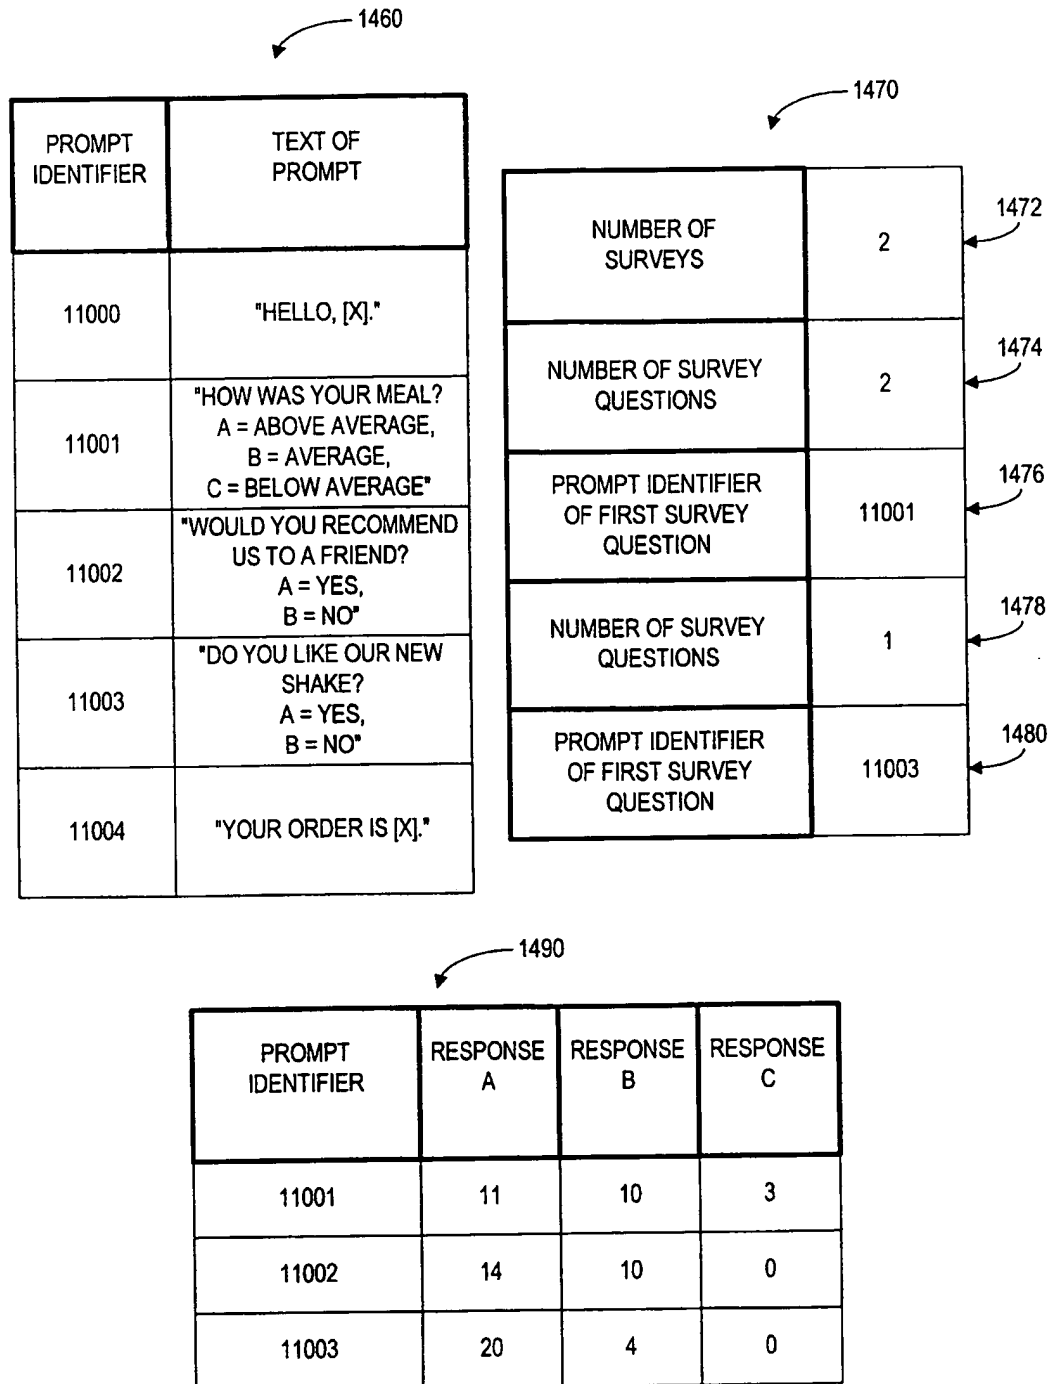 1460
PROMPT
IDENTIFIER
TEXT OF
PROMPT
11000
"HELLO, [X]."
11001
"HOW WAS YOUR MEAL?
A = ABOVE AVERAGE,
B = AVERAGE,
C = BELOW AVERAGE"
11002
"WOULD YOU RECOMMEND
US TO A FRIEND?
A = YES,
B = NO"
11003
"DO YOU LIKE OUR NEW
SHAKE?
A = YES,
B = NO"
11004
"YOUR ORDER IS [X]."
1470
NUMBER OF
SURVEYS
2
1472
NUMBER OF SURVEY
QUESTIONS
2
1474
PROMPT IDENTIFIER
OF FIRST SURVEY
QUESTION
11001
1476
NUMBER OF SURVEY
QUESTIONS
1
1478
PROMPT IDENTIFIER
OF FIRST SURVEY
QUESTION
11003
1480
1490
PROMPT
IDENTIFIER
RESPONSE
A
RESPONSE
B
RESPONSE
C
11001 11 10 3
11002 14 10 0
11003 20 4 0